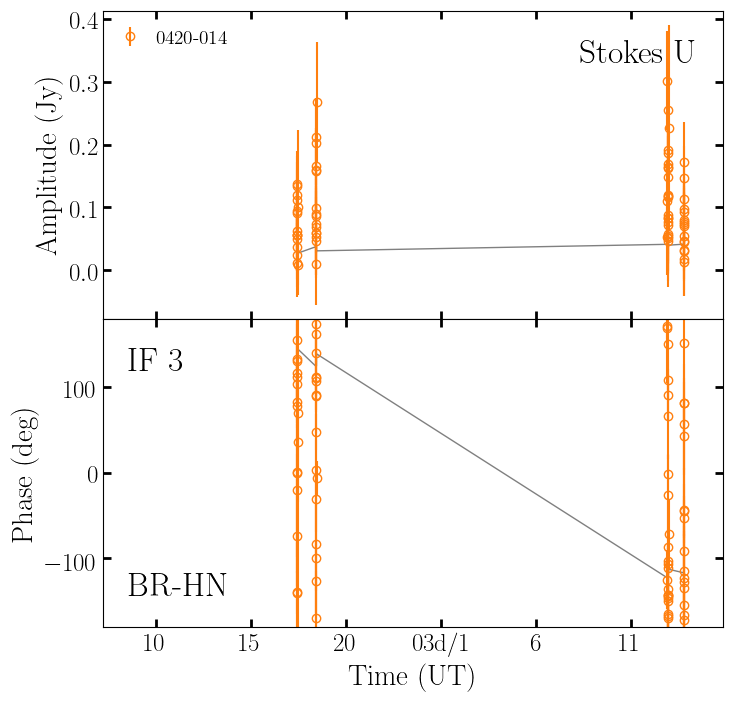 0420-014
Stokes U
0.4
0.3
0.2
0.1
0.0
Amplitude (Jy)
IF 3
BR-HN
100
0
−100
Phase (deg)
10 15 20 03d/1 6 11
Time (UT)